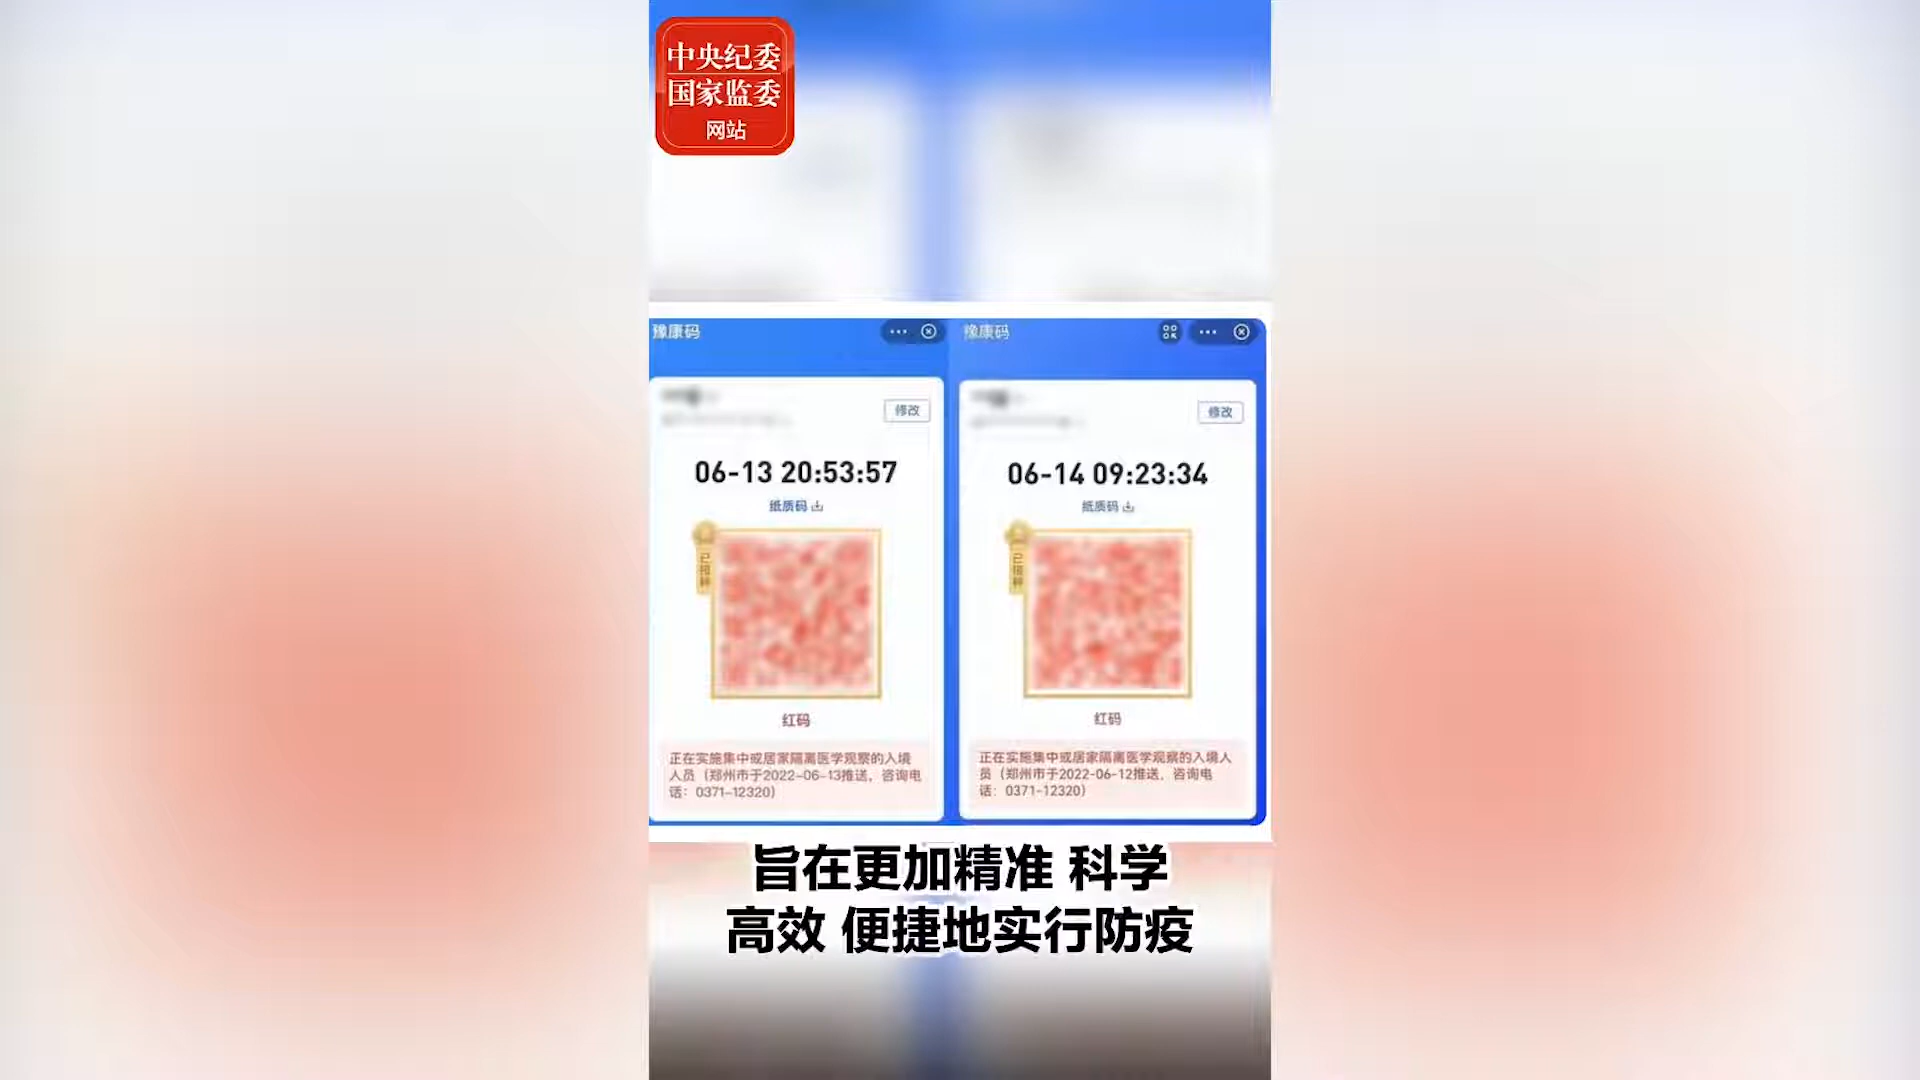 中央纪委
国家监委
网站
豫康码
修改
06-13 20:53:57
纸质码
已接种
红码
正在实施集中或居家隔离医学观察的入境
人员（郑州市于2022-06-13推送，咨询电
话：0371-12320）
豫康码
修改
06-14 09:23:34
纸质码
已接种
红码
正在实施集中或居家隔离医学观察的入境人
员（郑州市于2022-06-12推送，咨询电
话：0371-12320）
旨在更加精准 科学
高效 便捷地实行防疫